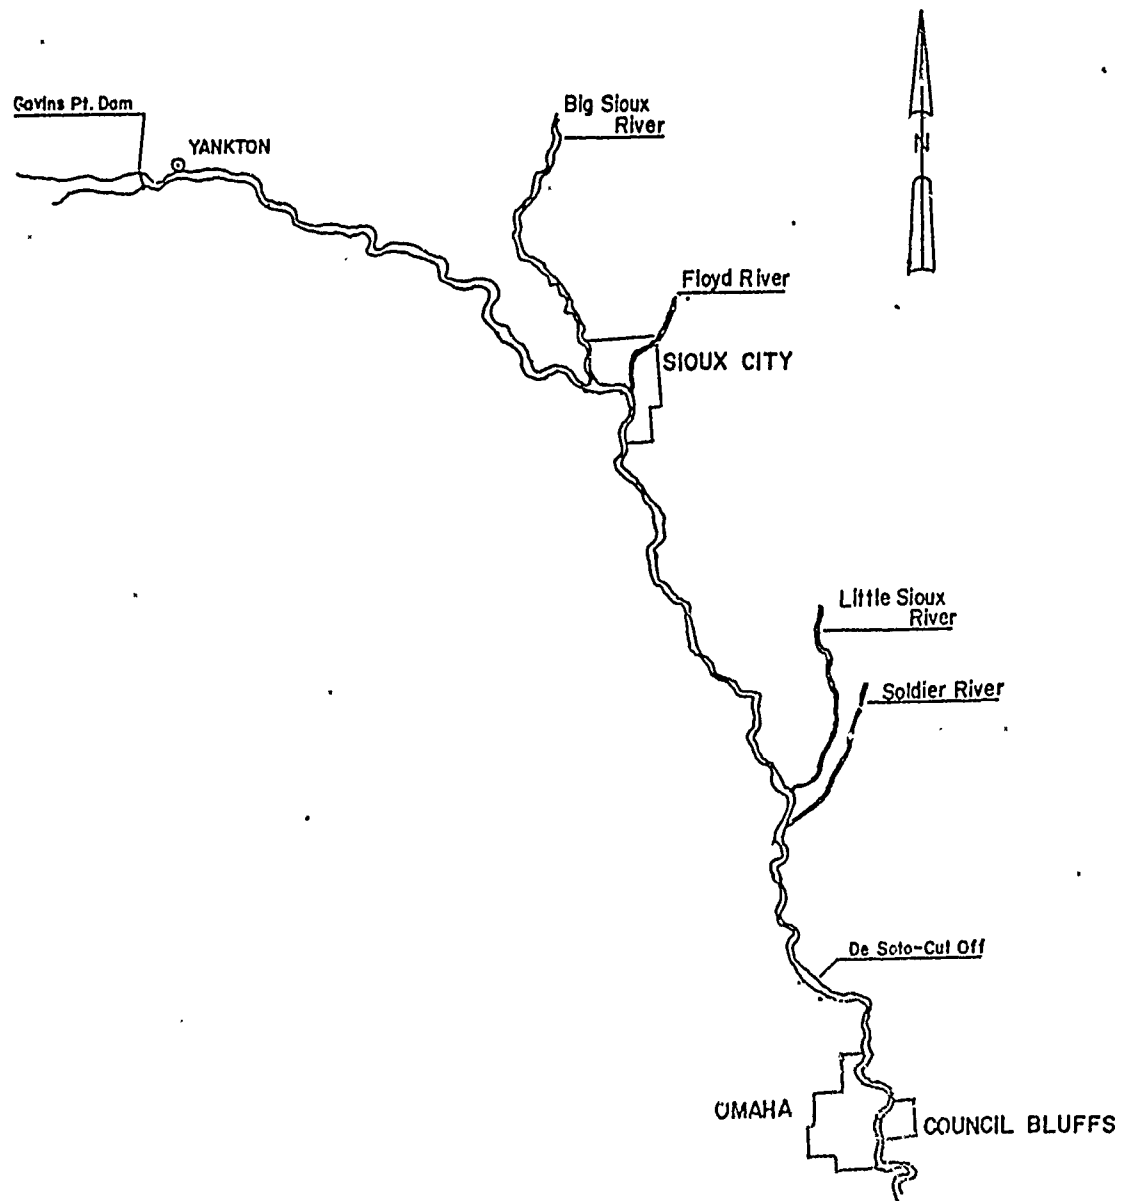 Gavins Pt. Dam
YANKTON
Big Sioux
River
N
Floyd River
SIOUX CITY
Little Sioux
River
Soldier River
De Soto-Cut Off
OMAHA
COUNCIL BLUFFS